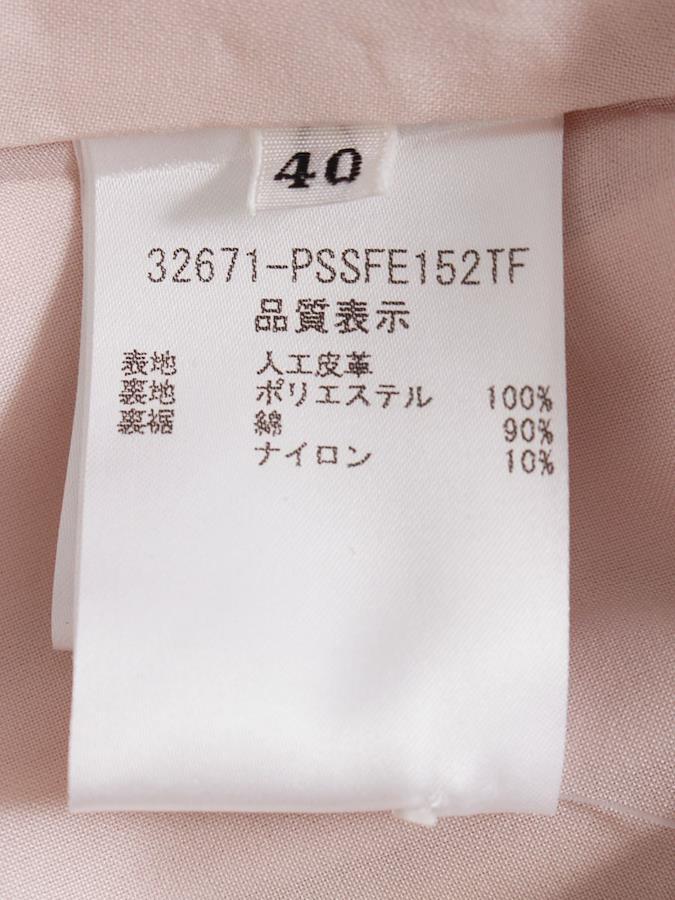 40
32671-PSSFE152TF
品質表示
表地 人工皮革
裏地 ポリエステル 100%
裏裾 綿 90%
ナイロン 10%